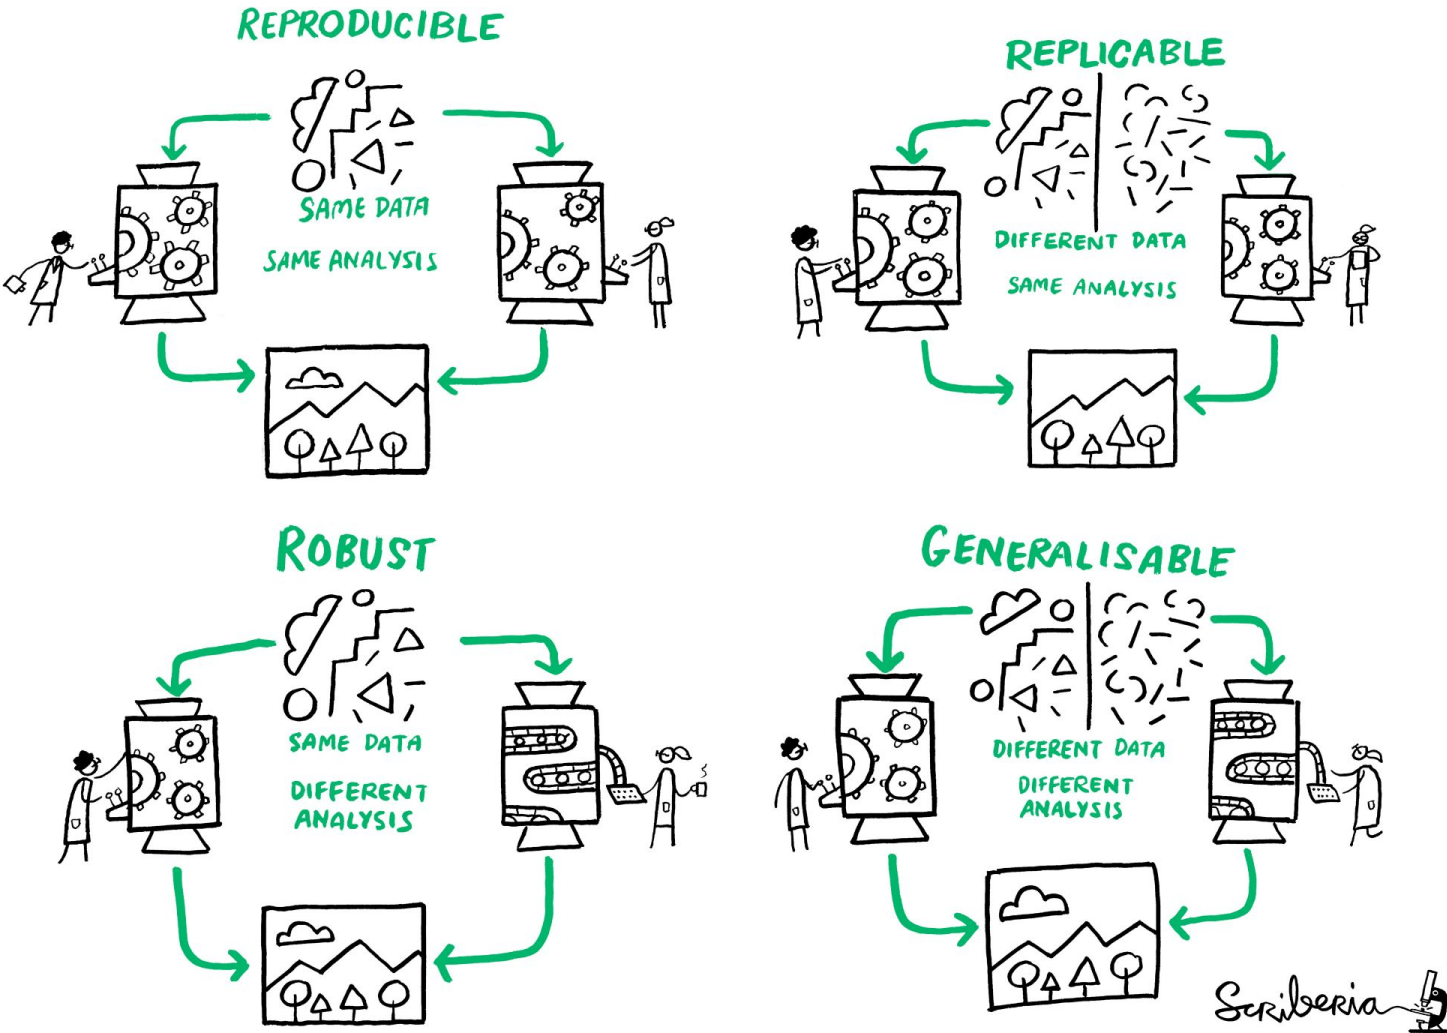 REPRODUCIBLE
SAME DATA
SAME ANALYSIS
REPLICABLE
DIFFERENT DATA
SAME ANALYSIS
ROBUST
SAME DATA
DIFFERENT
ANALYSIS
GENERALISABLE
DIFFERENT DATA
DIFFERENT
ANALYSIS
Scriberia